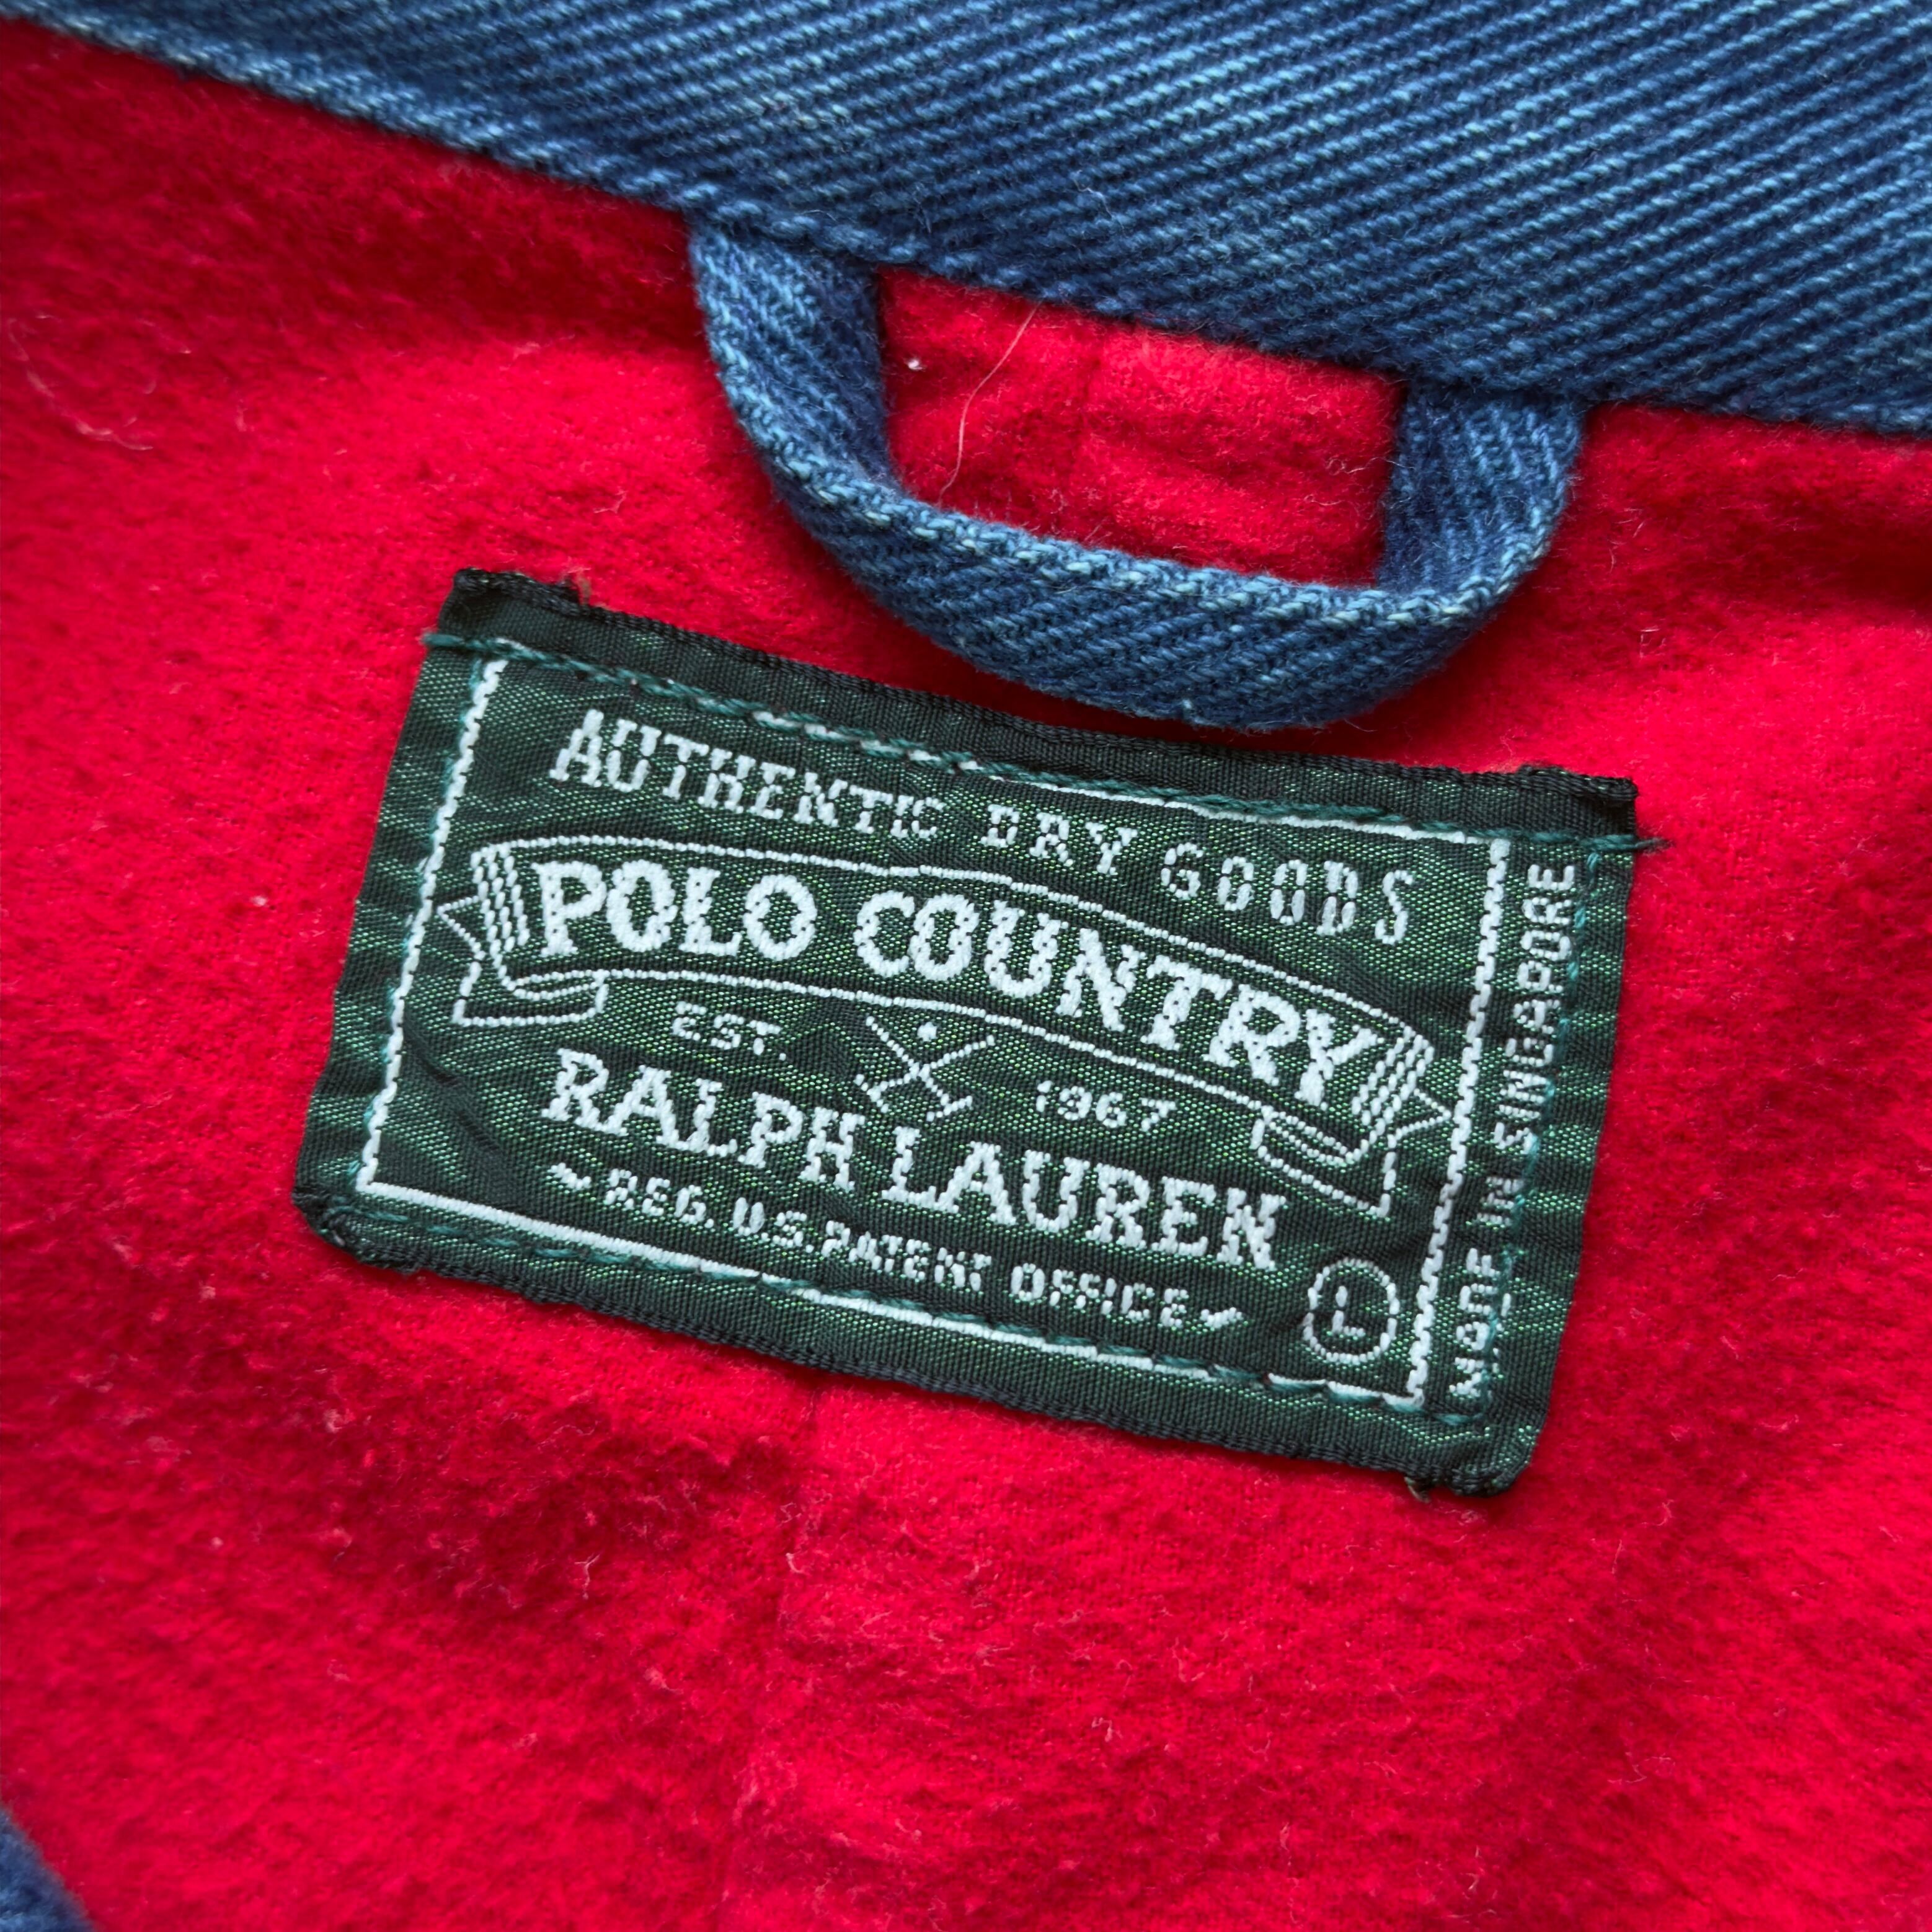 AUTHENTIC DRY GOODS
POLO COUNTRY
EST. 1967
RALPH LAUREN
REG. U.S. PATENT OFFICE
L
MADE IN SINGAPORE